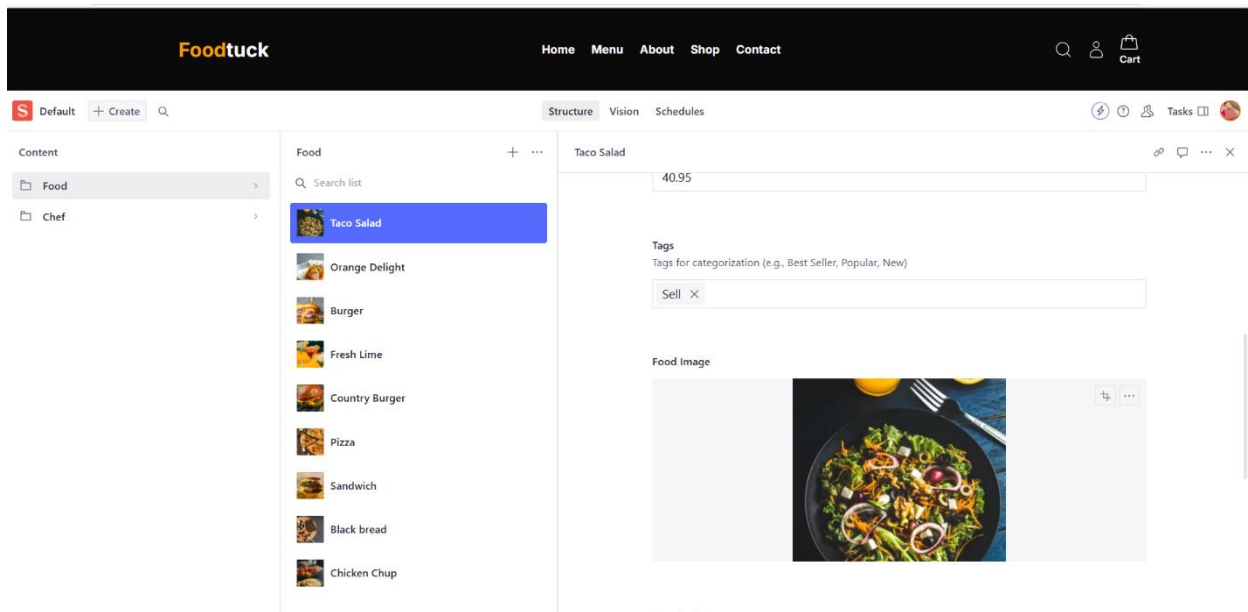 Foodtuck
Home Menu About Shop Contact
Cart
S Default + Create
Structure Vision Schedules
Tasks
Content
Food
Chef
Food
Search list
Taco Salad
Orange Delight
Burger
Fresh Lime
Country Burger
Pizza
Sandwich
Black bread
Chicken Chup
Taco Salad
40.95
Tags
Tags for categorization (e.g., Best Seller, Popular, New)
Sell
Food Image